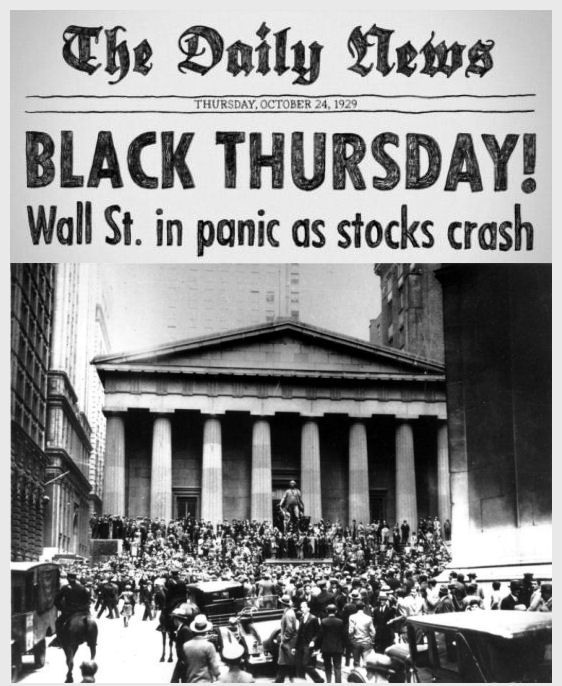 The Daily News
THURSDAY, OCTOBER 24, 1929
BLACK THURSDAY!
Wall St. in panic as stocks crash